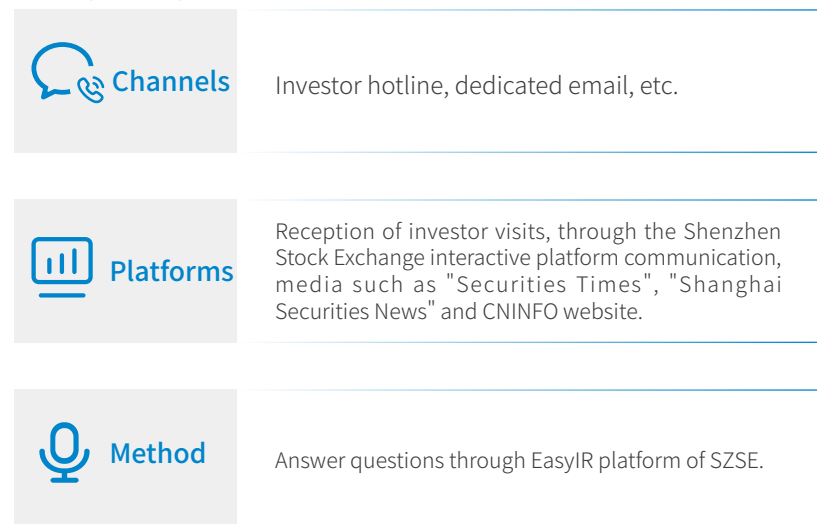 Channels
Investor hotline, dedicated email, etc.
Platforms
Reception of investor visits, through the Shenzhen
Stock Exchange interactive platform communication,
media such as "Securities Times", "Shanghai
Securities News" and CNINFO website.
Method
Answer questions through EasyIR platform of SZSE.